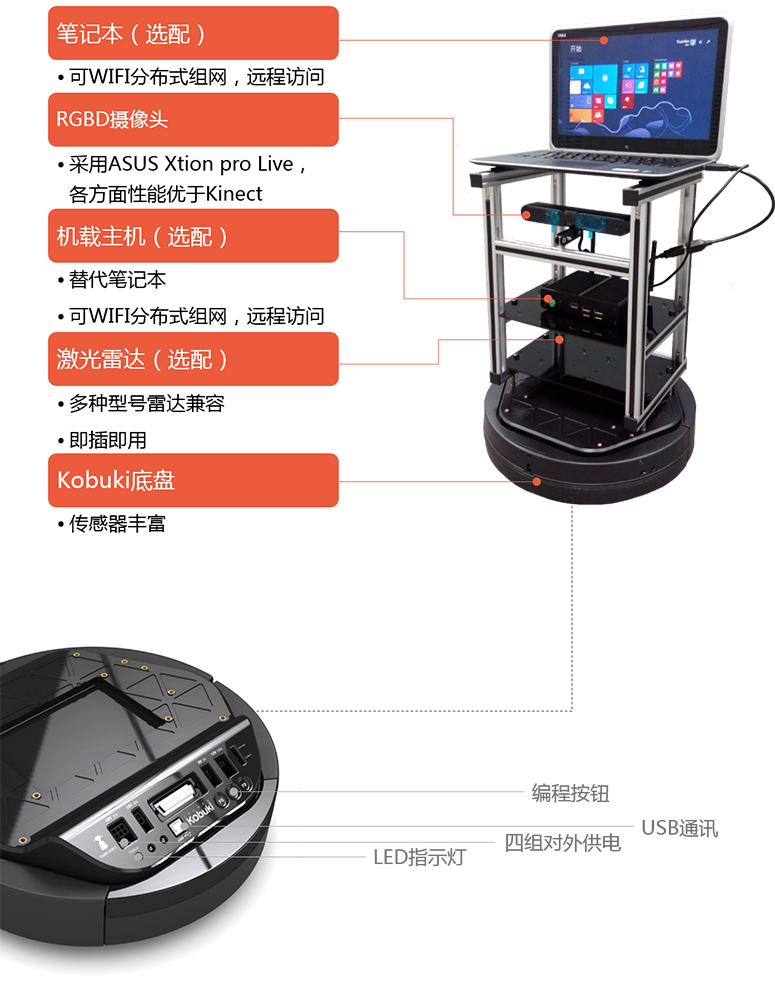 笔记本（选配）
• 可WIFI分布式组网，远程访问
RGBD摄像头
• 采用ASUS Xtion pro Live，
各方面性能优于Kinect
机载主机（选配）
• 替代笔记本
• 可WIFI分布式组网，远程访问
激光雷达（选配）
• 多种型号雷达兼容
• 即插即用
Kobuki底盘
• 传感器丰富
开始
DELL
Kobuki
编程按钮
USB通讯
四组对外供电
LED指示灯